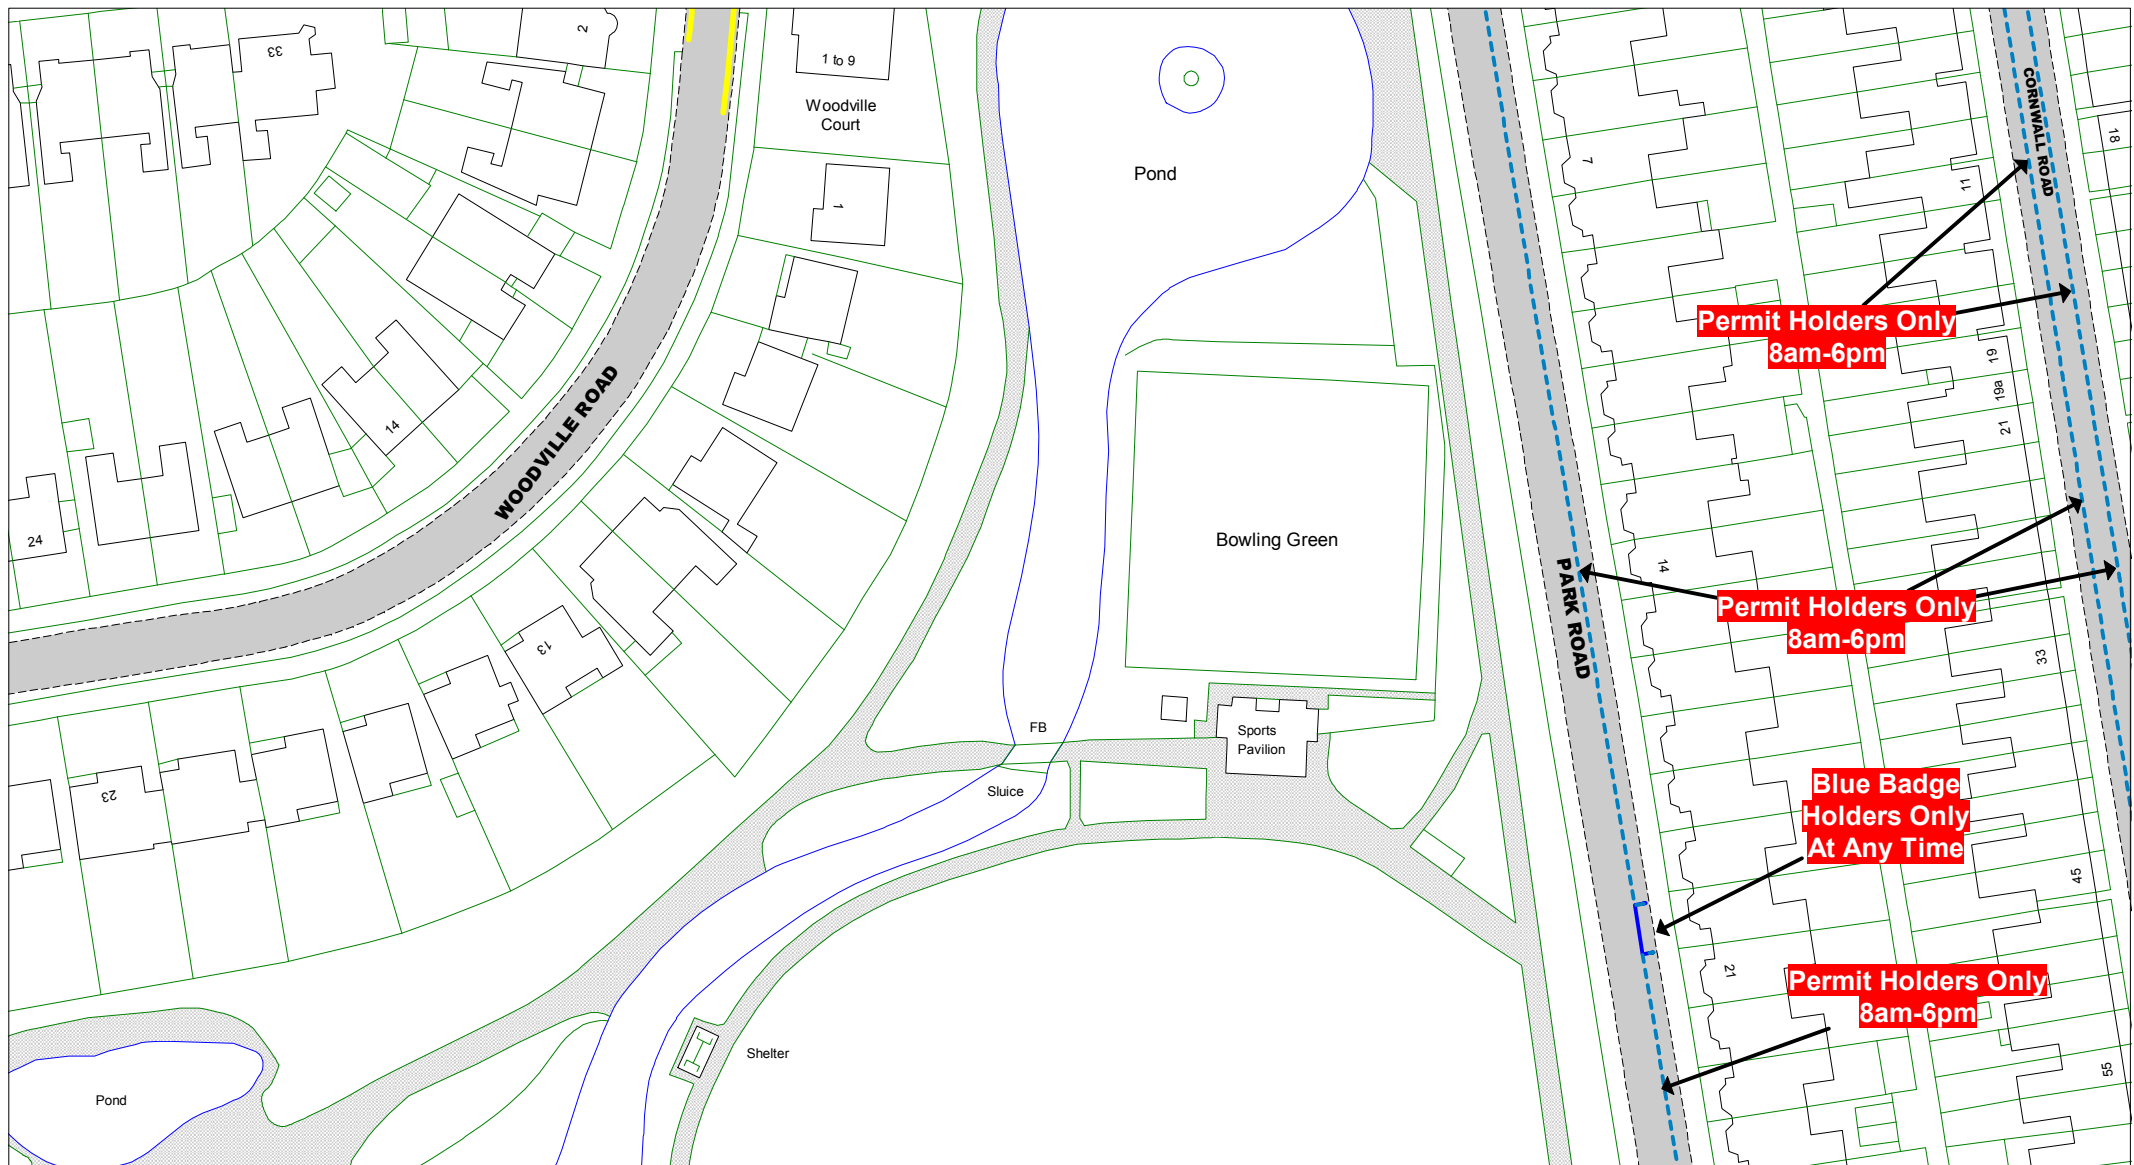 33
2
1 to 9
Woodville
Court
1
Pond
7
CORNWALL ROAD
18
11
Permit Holders Only
8am-6pm
19
19a
21
WOODVILLE ROAD
14
24
Bowling Green
PARK ROAD
14
Permit Holders Only
8am-6pm
33
13
FB
Sports
Pavilion
Sluice
23
Blue Badge
Holders Only
At Any Time
45
21
Permit Holders Only
8am-6pm
Shelter
Pond
55